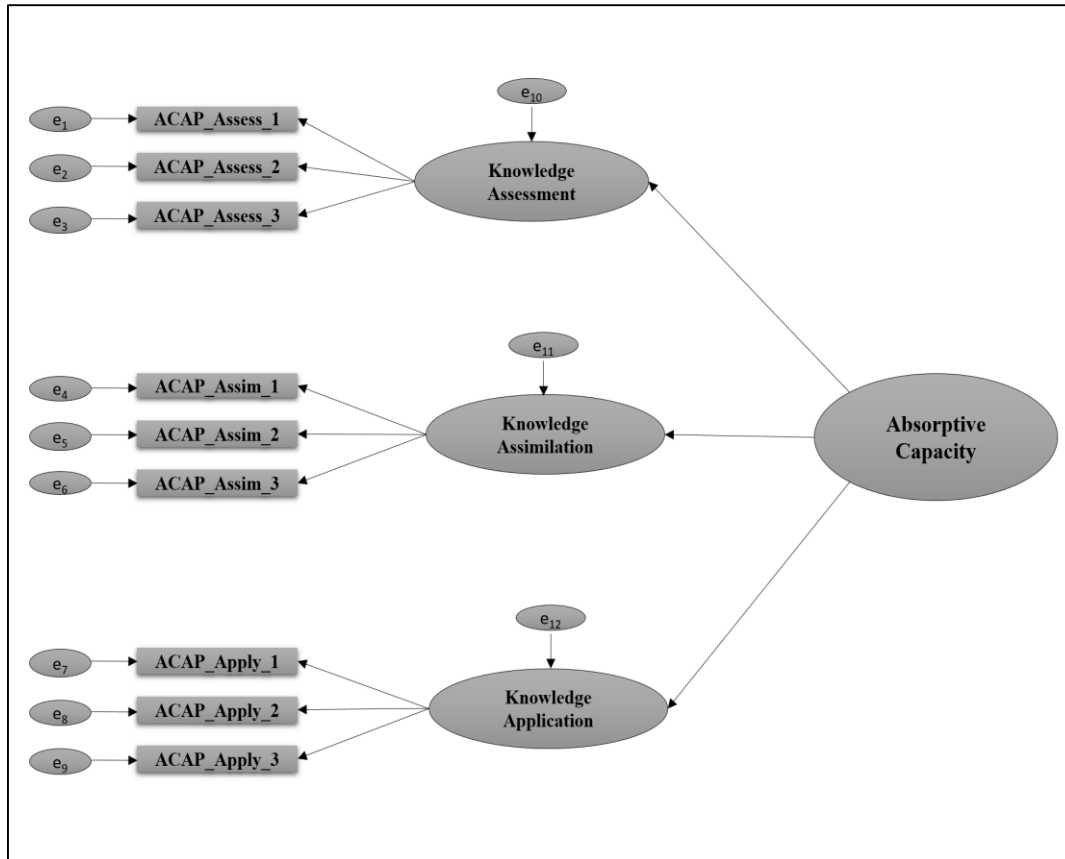 e10
e1
ACAP_Assess_1
e2
ACAP_Assess_2
e3
ACAP_Assess_3
Knowledge
Assessment
e11
e4
ACAP_Assim_1
e5
ACAP_Assim_2
e6
ACAP_Assim_3
Knowledge
Assimilation
Absorptive
Capacity
e12
e7
ACAP_Apply_1
e8
ACAP_Apply_2
e9
ACAP_Apply_3
Knowledge
Application